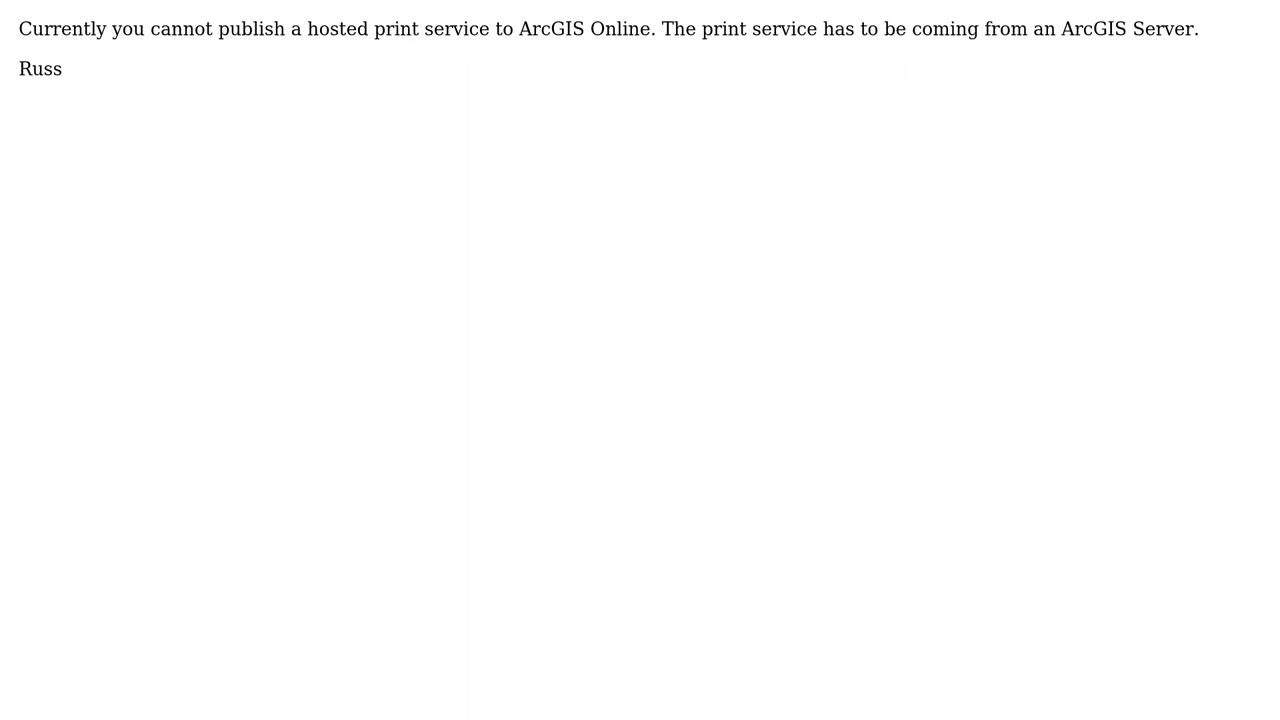 Currently you cannot publish a hosted print service to ArcGIS Online. The print service has to be coming from an ArcGIS Server.
Russ